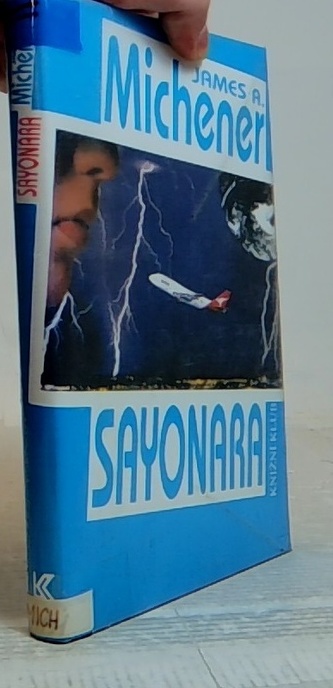 JAMES A.
Michener
SAYONARA
KNIŽNÍ KLUB
SAYONARA Michener
K
MICH